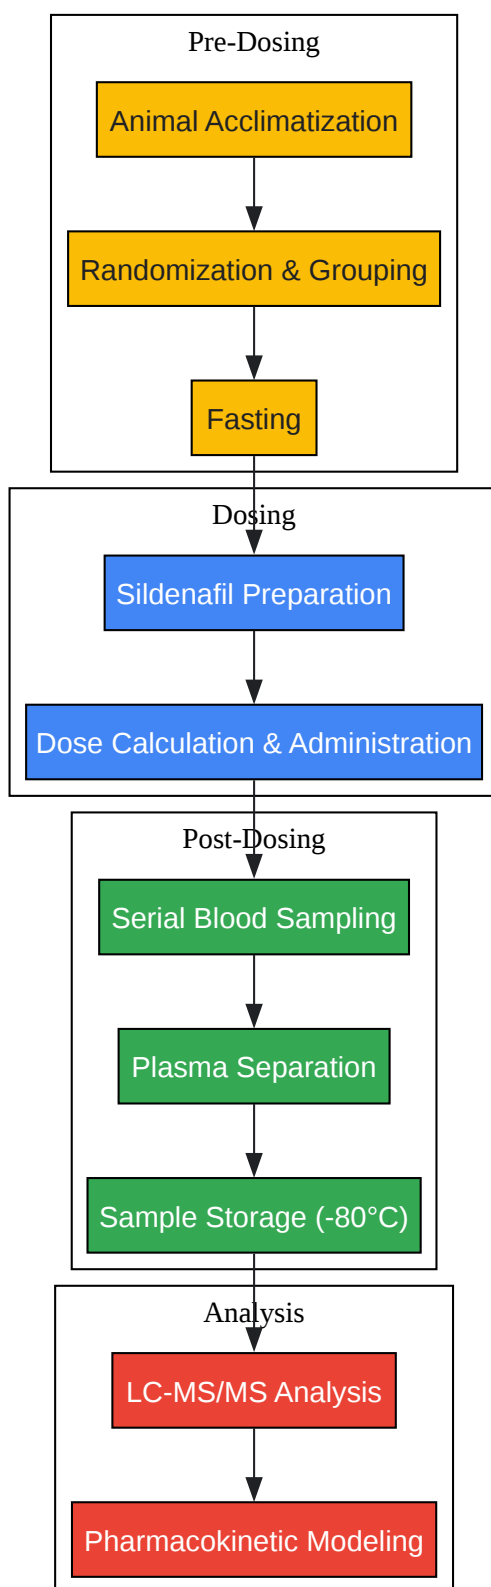 Pre-Dosing
Animal Acclimatization
Randomization & Grouping
Fasting
Dosing
Sildenafil Preparation
Dose Calculation & Administration
Post-Dosing
Serial Blood Sampling
Plasma Separation
Sample Storage (-80°C)
Analysis
LC-MS/MS Analysis
Pharmacokinetic Modeling